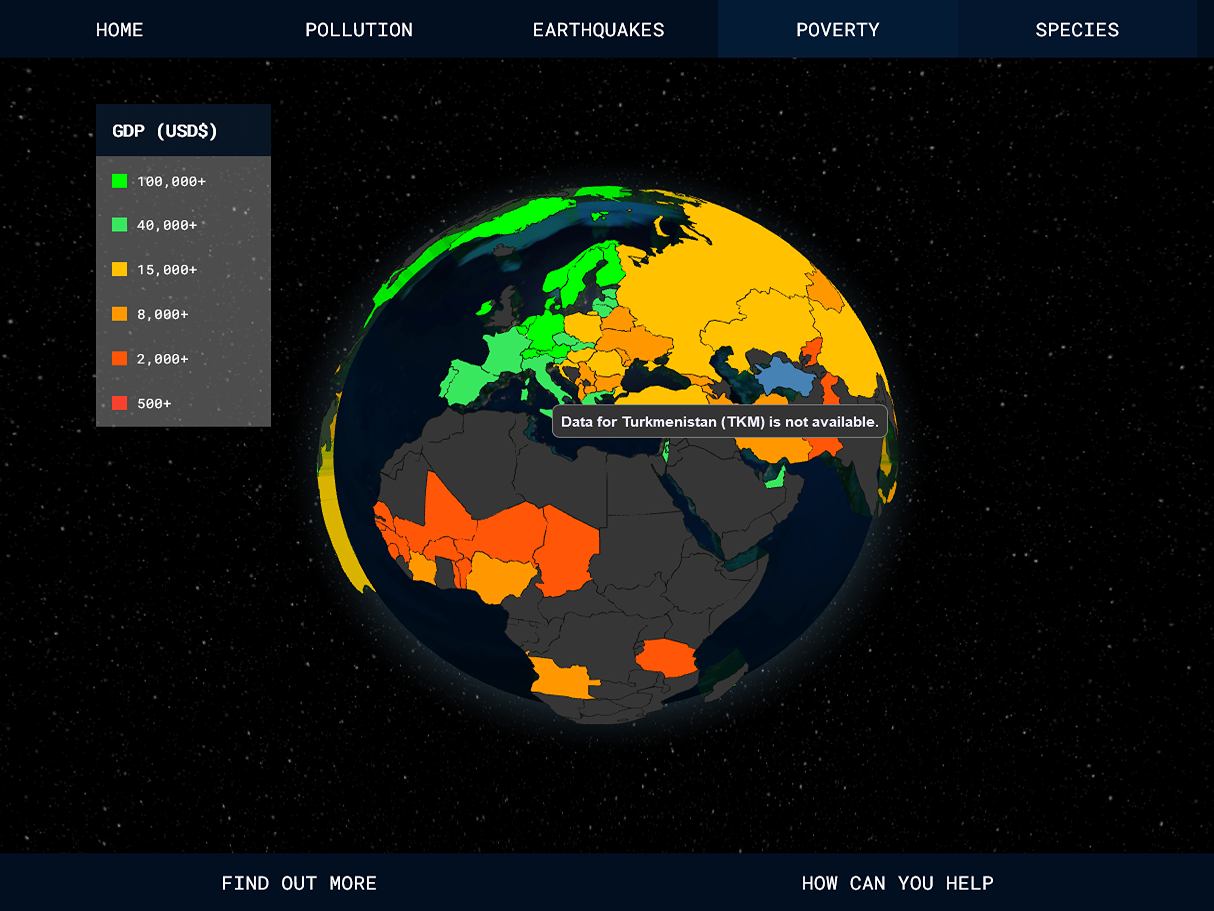 HOME
POLLUTION
EARTHQUAKES
POVERTY
SPECIES
GDP (USD$)
100,000+
40,000+
15,000+
8,000+
2,000+
500+
Data for Turkmenistan (TKM) is not available.
FIND OUT MORE
HOW CAN YOU HELP